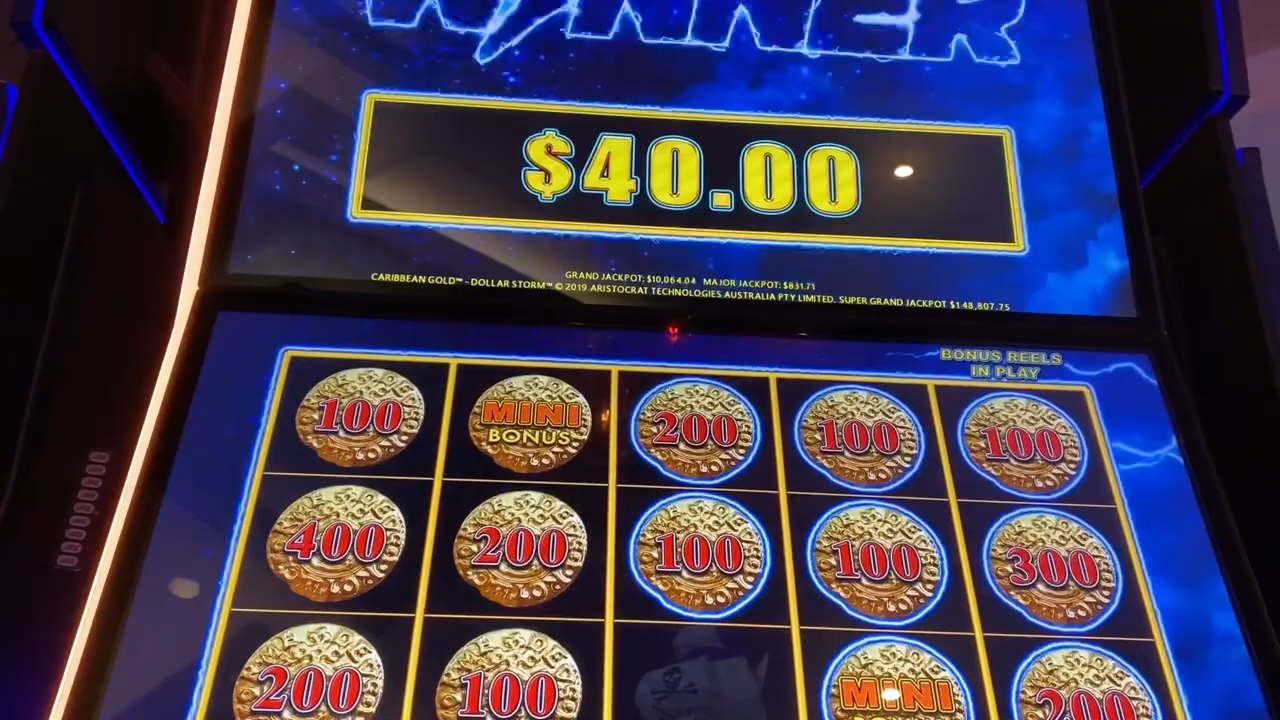 WINNER
$40.00
GRAND JACKPOT: $10,064.04 MAJOR JACKPOT: $831.71
CARIBBEAN GOLD™ - DOLLAR STORM™ © 2019 ARISTOCRAT TECHNOLOGIES AUSTRALIA PTY LIMITED. SUPER GRAND JACKPOT $148,807.75
BONUS REELS
IN PLAY
100 MINI BONUS 200 100 100
400 200 100 100 300
200 100 MINI 200